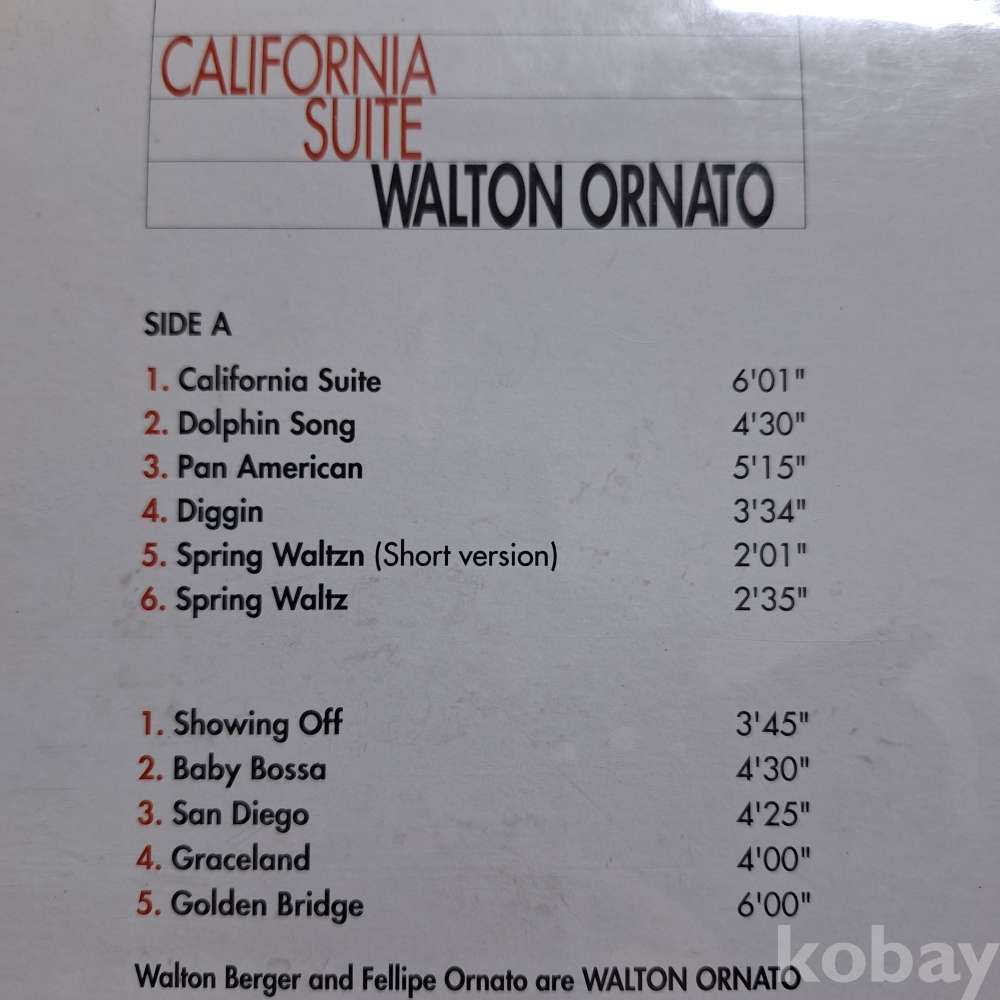 CALIFORNIA
SUITE
WALTON ORNATO
SIDE A
1. California Suite 6'01"
2. Dolphin Song 4'30"
3. Pan American 5'15"
4. Diggin 3'34"
5. Spring Waltzn (Short version) 2'01"
6. Spring Waltz 2'35"
1. Showing Off 3'45"
2. Baby Bossa 4'30"
3. San Diego 4'25"
4. Graceland 4'00"
5. Golden Bridge 6'00"
Walton Berger and Fellipe Ornato are WALTON ORNATO
kobay